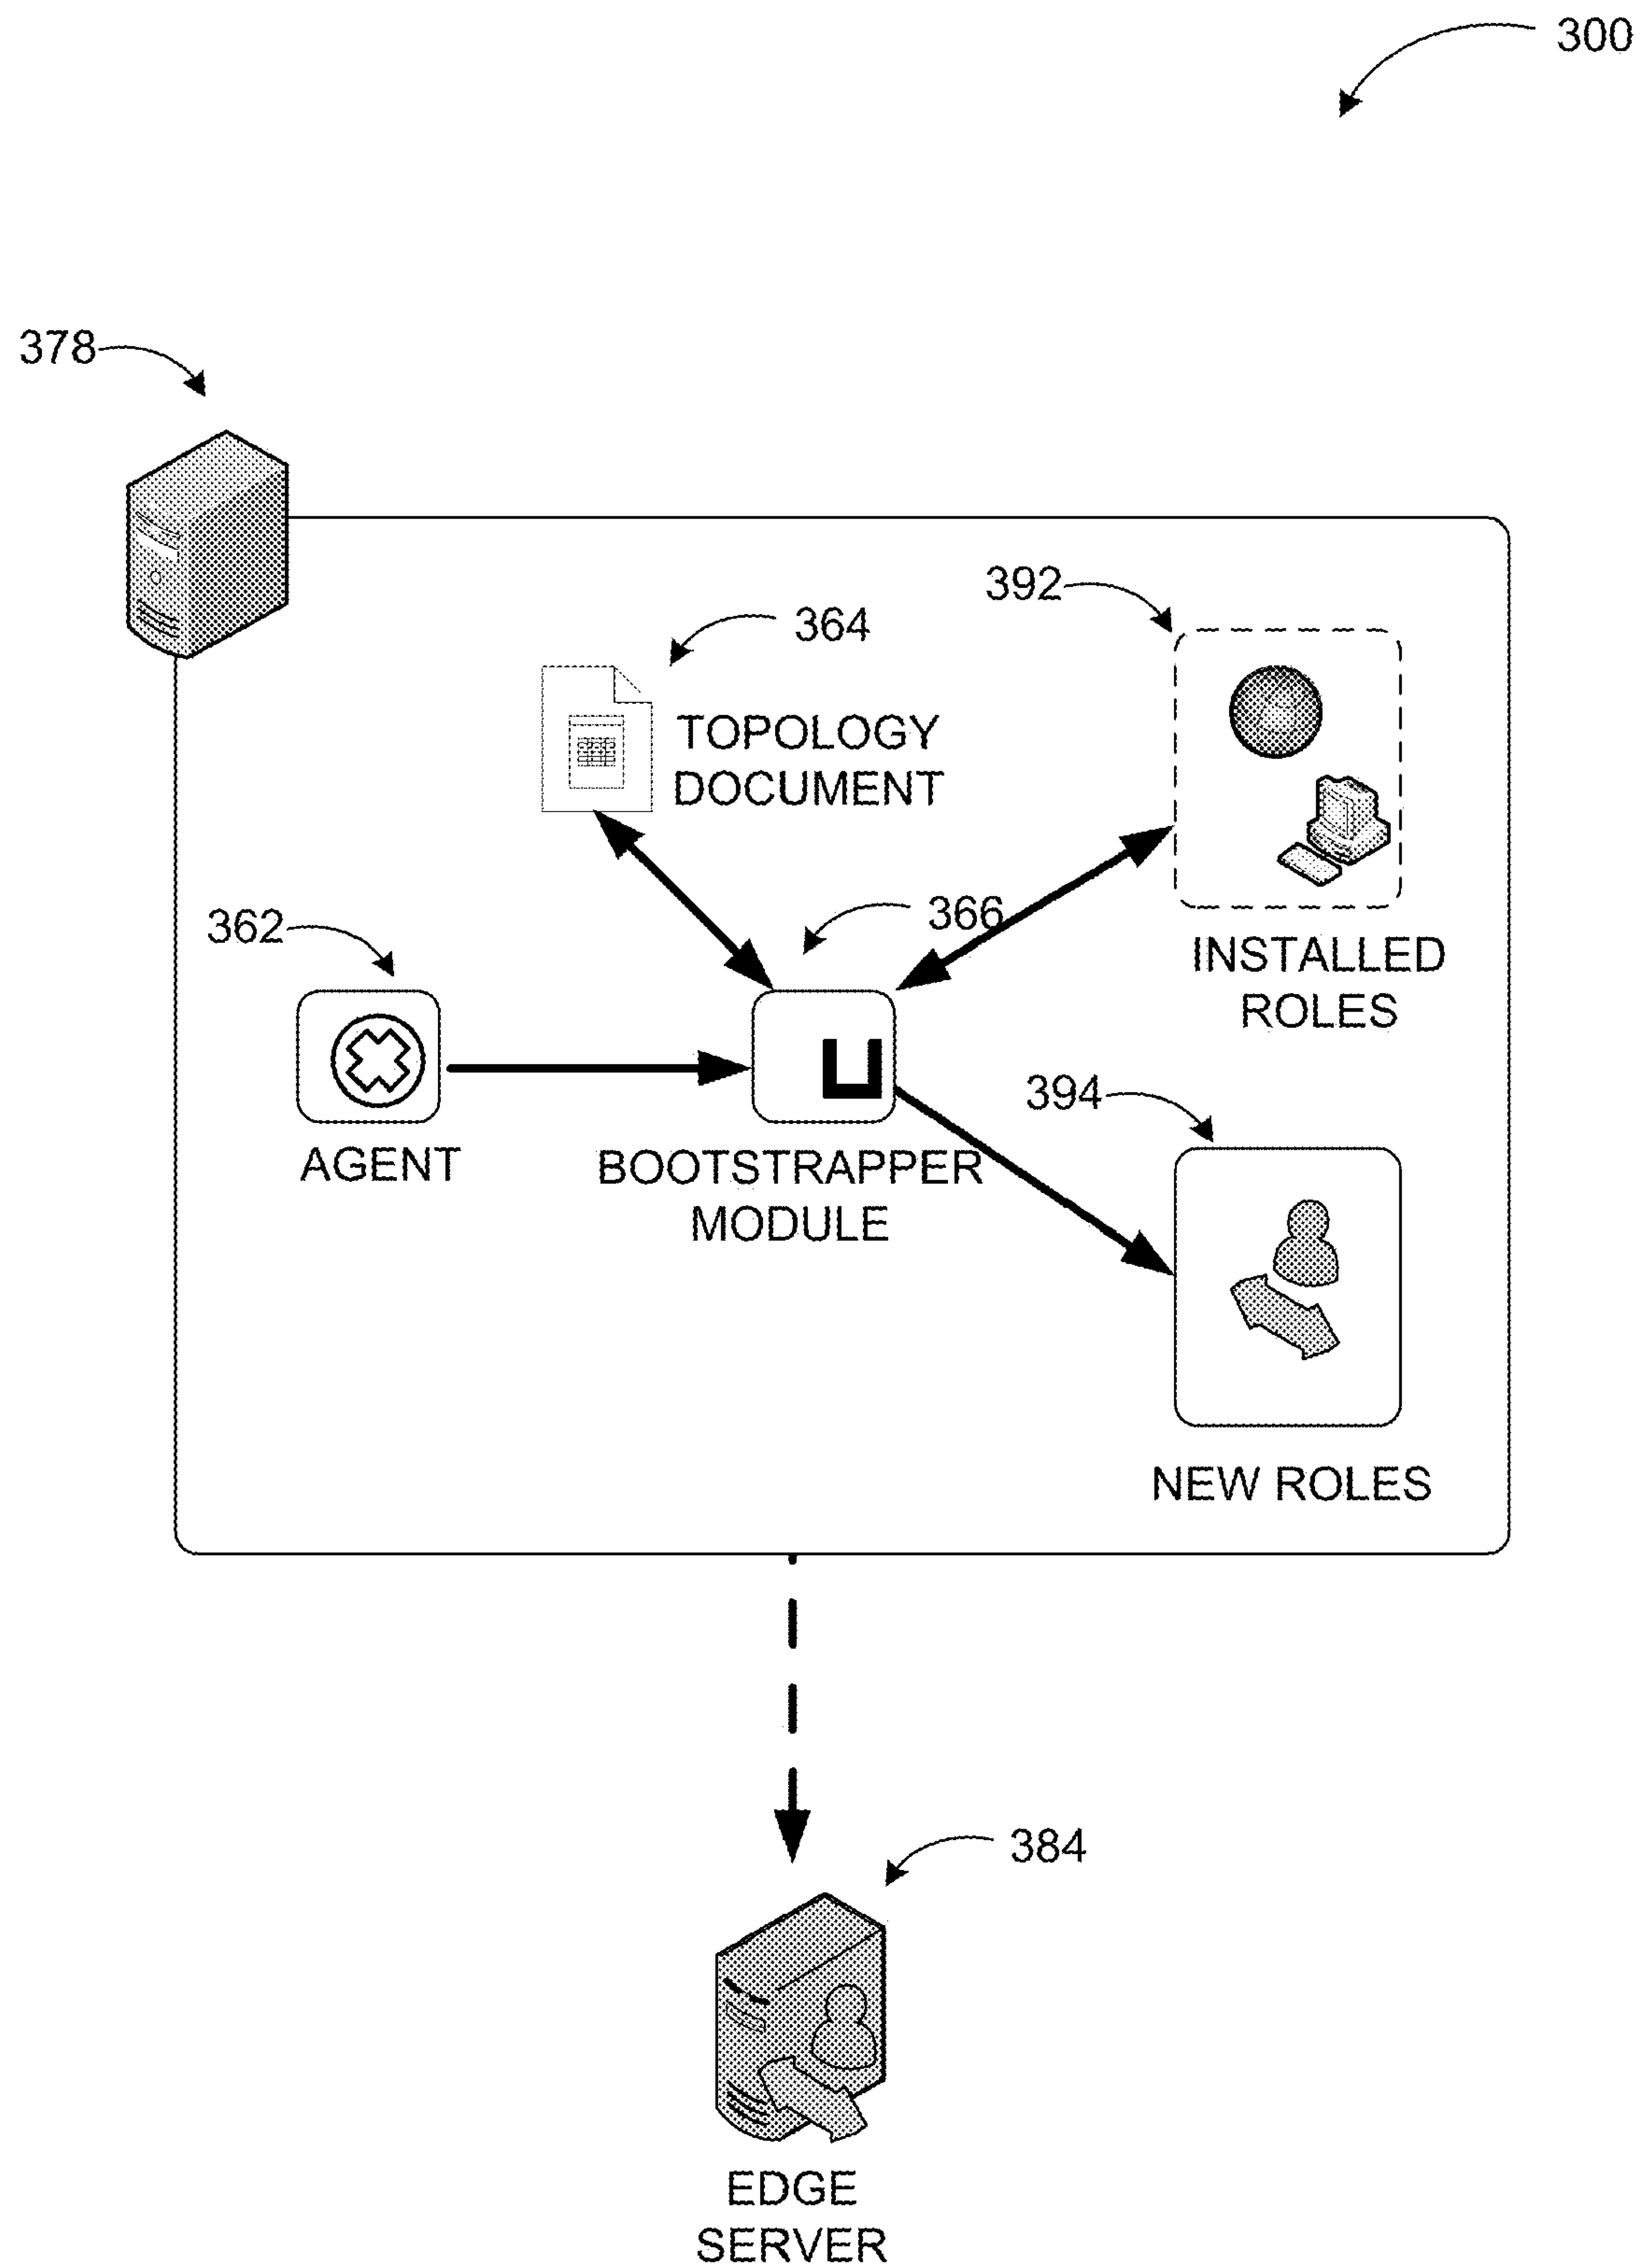 300
378
392
364
TOPOLOGY
DOCUMENT
362
366
INSTALLED
ROLES
394
AGENT
BOOTSTRAPPER
MODULE
NEW ROLES
384
EDGE
SERVER